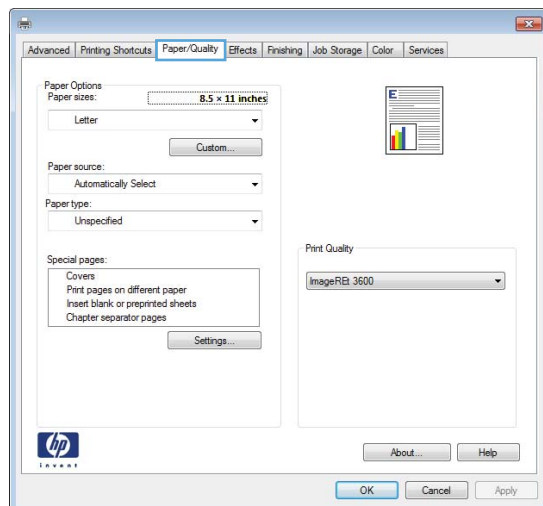 Advanced Printing Shortcuts Paper/Quality Effects Finishing Job Storage Color Services
Paper Options
Paper sizes: 8.5 × 11 inches
Letter
Custom...
Paper source:
Automatically Select
Paper type:
Unspecified
Special pages:
Covers
Print pages on different paper
Insert blank or preprinted sheets
Chapter separator pages
Settings...
E
Print Quality
ImageREt 3600
hp
invent
About... Help
OK Cancel Apply